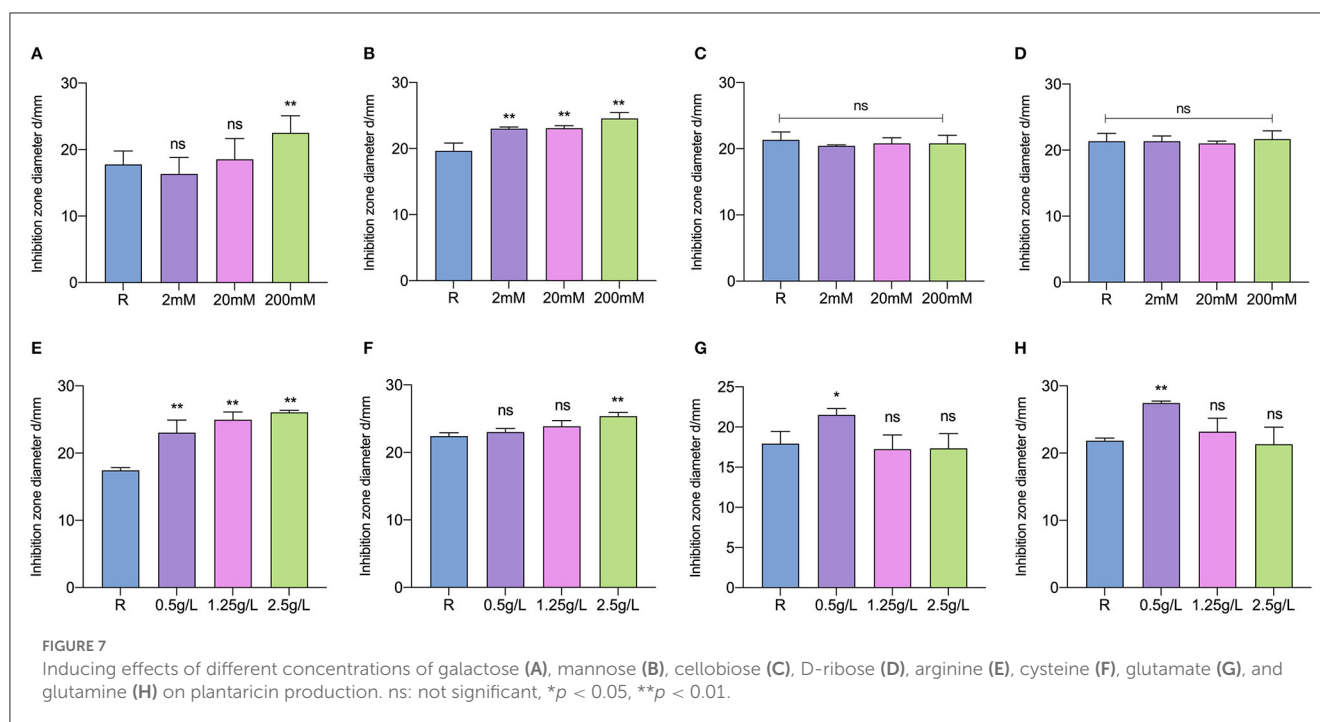 A
B
C
D
Inhibition zone diameter d/mm
30
20
10
0
ns
ns
**
R 2mM 20mM 200mM
Inhibition zone diameter d/mm
30
20
10
0
**
**
**
R 2mM 20mM 200mM
Inhibition zone diameter d/mm
30
20
10
0
ns
R 2mM 20mM 200mM
Inhibition zone diameter d/mm
30
20
10
0
ns
R 2mM 20mM 200mM
E
F
G
H
Inhibition zone diameter d/mm
30
20
10
0
**
**
**
R 0.5g/L 1.25g/L 2.5g/L
Inhibition zone diameter d/mm
30
20
10
0
ns
ns
**
R 0.5g/L 1.25g/L 2.5g/L
Inhibition zone diameter d/mm
25
20
15
10
5
0
*
ns
ns
R 0.5g/L 1.25g/L 2.5g/L
Inhibition zone diameter d/mm
30
20
10
0
**
ns
ns
R 0.5g/L 1.25g/L 2.5g/L
FIGURE 7
Inducing effects of different concentrations of galactose (A), mannose (B), cellobiose (C), D-ribose (D), arginine (E), cysteine (F), glutamate (G), and
glutamine (H) on plantaricin production. ns: not significant, *p < 0.05, **p < 0.01.